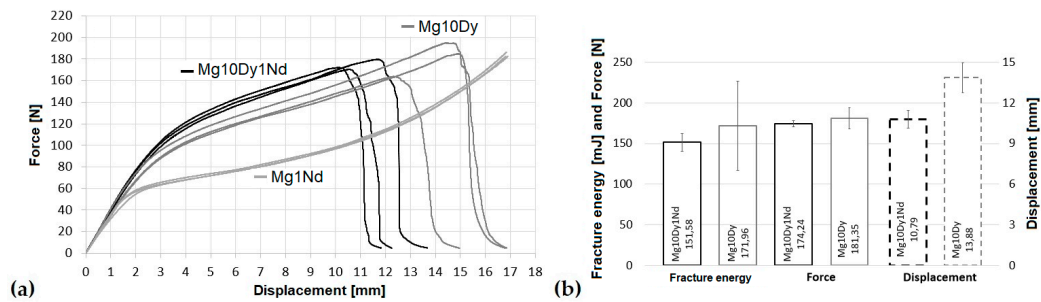 220
200
180
160
140
120
100
80
60
40
20
0
Force [N]
Mg10Dy
Mg10Dy1Nd
Mg1Nd
0 1 2 3 4 5 6 7 8 9 10 11 12 13 14 15 16 17 18
Displacement [mm]
(a)
Fracture energy [mJ] and Force [N]
250
200
150
100
50
0
Mg10Dy1Nd
151,58
Mg10Dy
171,96
Mg10Dy1Nd
174,24
Mg10Dy
181,35
Mg10Dy1Nd
10,79
Mg10Dy
13,88
Fracture energy Force Displacement
15
12
9
6
3
0
Displacement [mm]
(b)